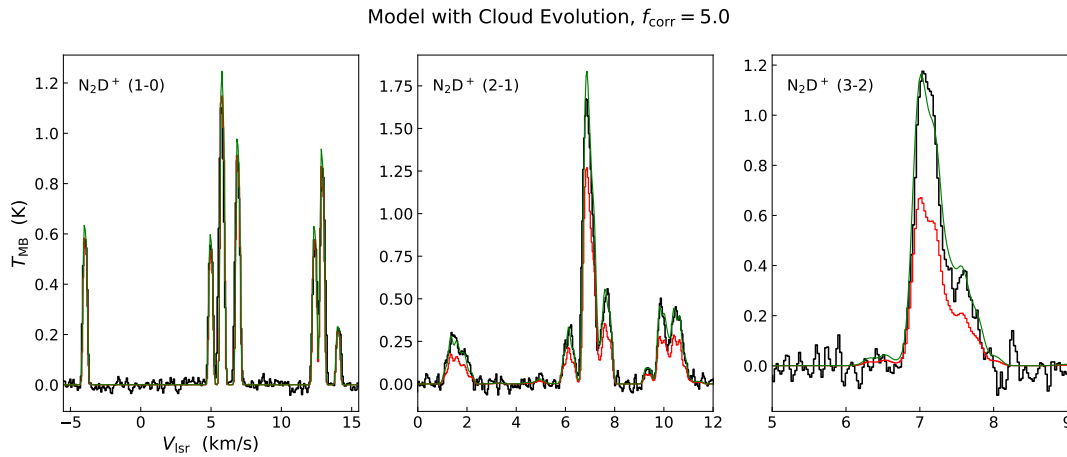 Model with Cloud Evolution, f_corr = 5.0
N₂D⁺ (1-0)
N₂D⁺ (2-1)
N₂D⁺ (3-2)
T_MB (K)
1.2
1.0
0.8
0.6
0.4
0.2
0.0
1.75
1.50
1.25
1.00
0.75
0.50
0.25
0.00
1.2
1.0
0.8
0.6
0.4
0.2
0.0
−5 0 5 10 15
0 2 4 6 8 10 12
5 6 7 8 9
V_lsr (km/s)